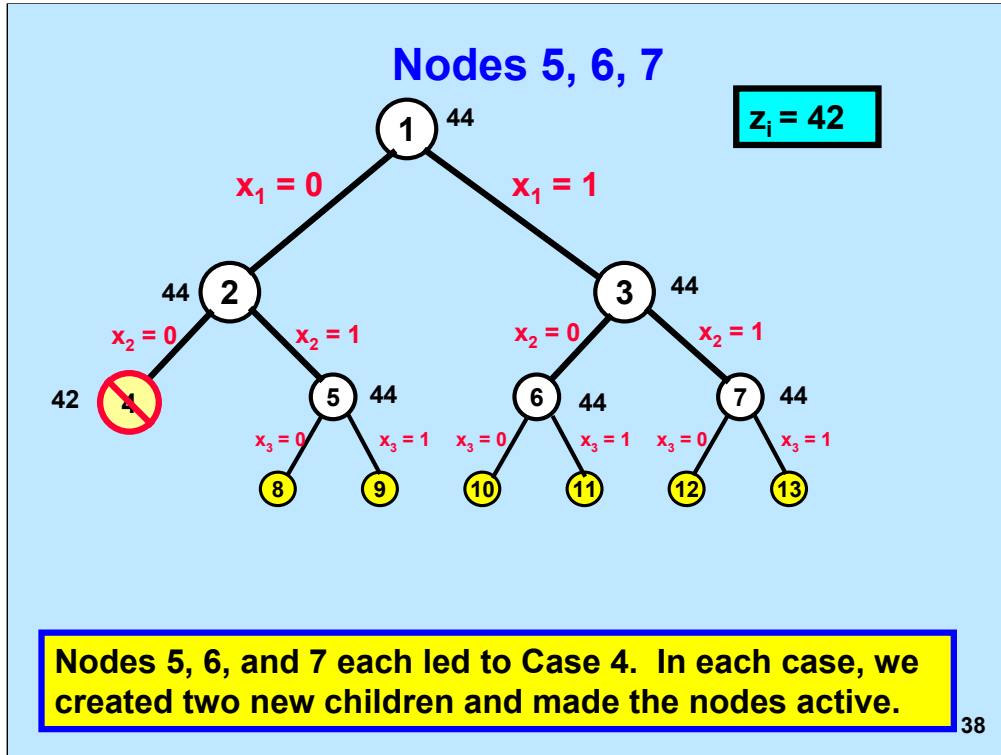 Nodes 5, 6, 7
zᵢ = 42
1 44
x₁ = 0 x₁ = 1
44 2 3 44
x₂ = 0 x₂ = 1 x₂ = 0 x₂ = 1
42 4 5 44 6 44 7 44
x₃ = 0 x₃ = 1 x₃ = 0 x₃ = 1 x₃ = 0 x₃ = 1
8 9 10 11 12 13
Nodes 5, 6, and 7 each led to Case 4. In each case, we
created two new children and made the nodes active.
38